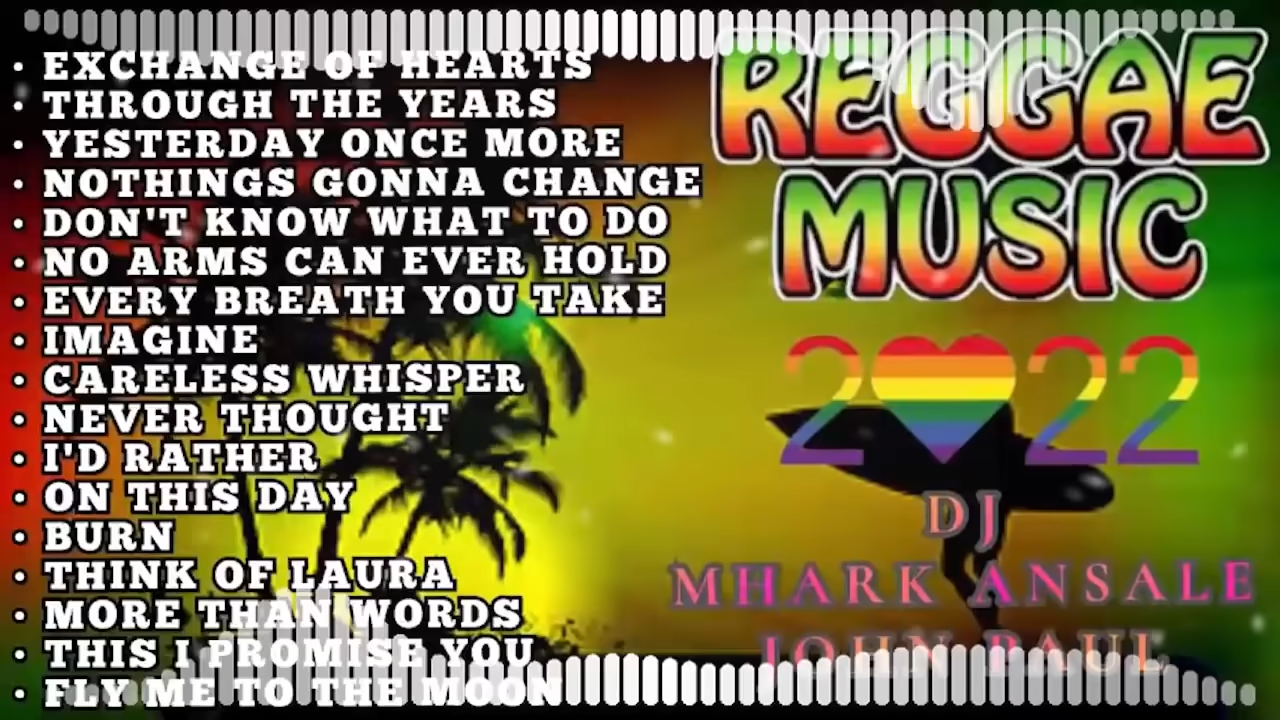 • EXCHANGE OF HEARTS
• THROUGH THE YEARS
• YESTERDAY ONCE MORE
• NOTHINGS GONNA CHANGE
• DON'T KNOW WHAT TO DO
• NO ARMS CAN EVER HOLD
• EVERY BREATH YOU TAKE
• IMAGINE
• CARELESS WHISPER
• NEVER THOUGHT
• I'D RATHER
• ON THIS DAY
• BURN
• THINK OF LAURA
• MORE THAN WORDS
• THIS I PROMISE YOU
• FLY ME TO THE MOON
REGGAE
MUSIC
2022
DJ
MHARK ANSALE
JOHN PAUL